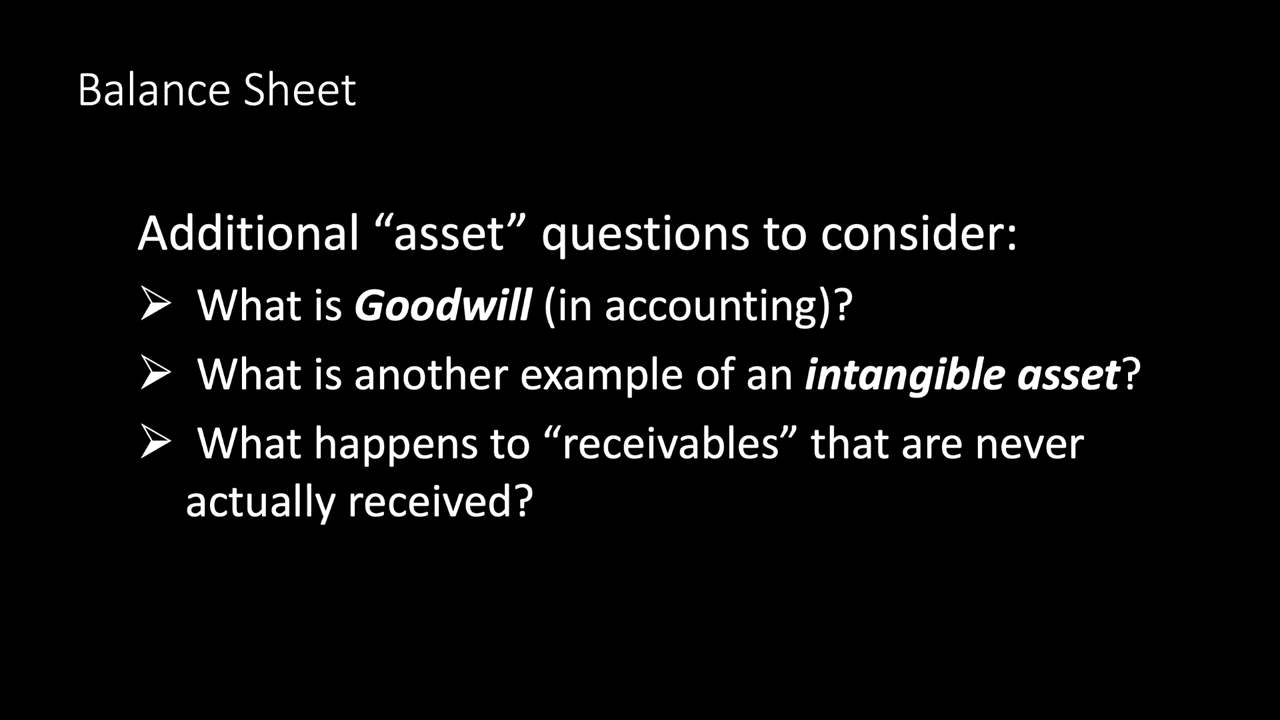 Balance Sheet
Additional “asset” questions to consider:
➢ What is Goodwill (in accounting)?
➢ What is another example of an intangible asset?
➢ What happens to “receivables” that are never
actually received?